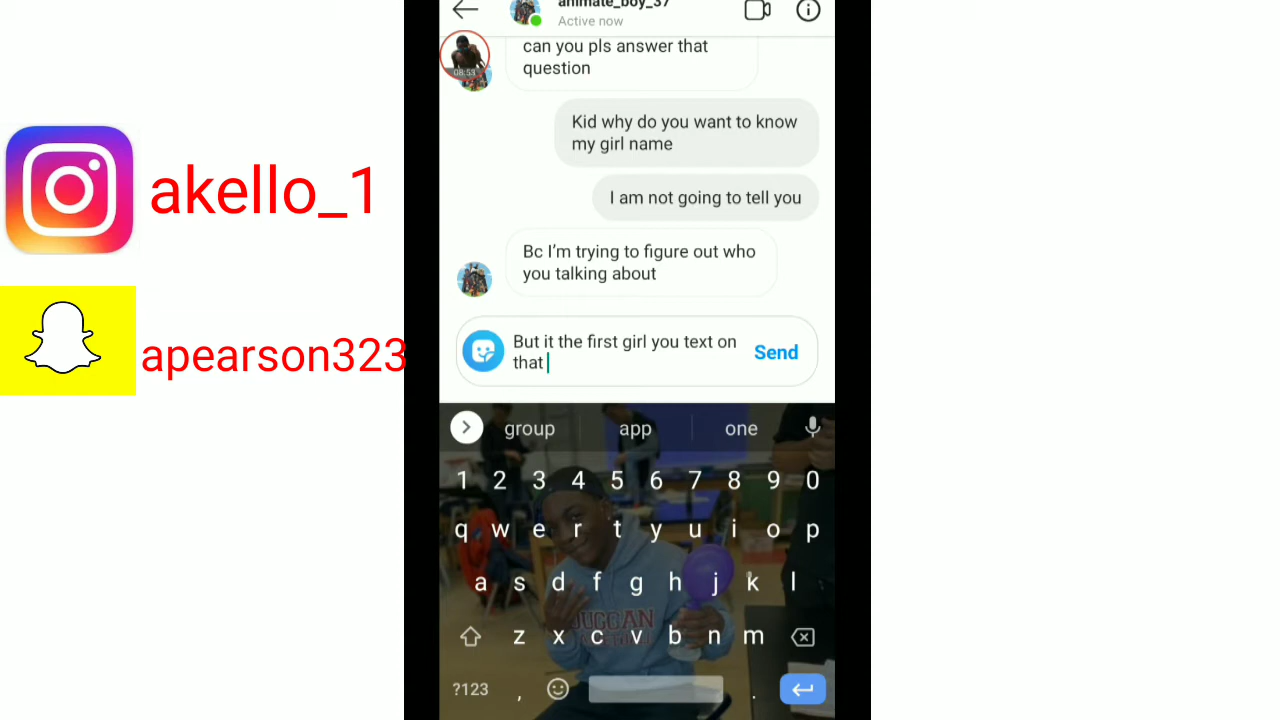 animate_boy_37
Active now
can you pls answer that
question
08:53
Kid why do you want to know
my girl name
I am not going to tell you
Bc I'm trying to figure out who
you talking about
But it the first girl you text on
that
Send
akello_1
apearson323
group app one
1 2 3 4 5 6 7 8 9 0
q w e r t y u i o p
a s d f g h j k l
DUGGAN
z x c v b n m
?123 , .